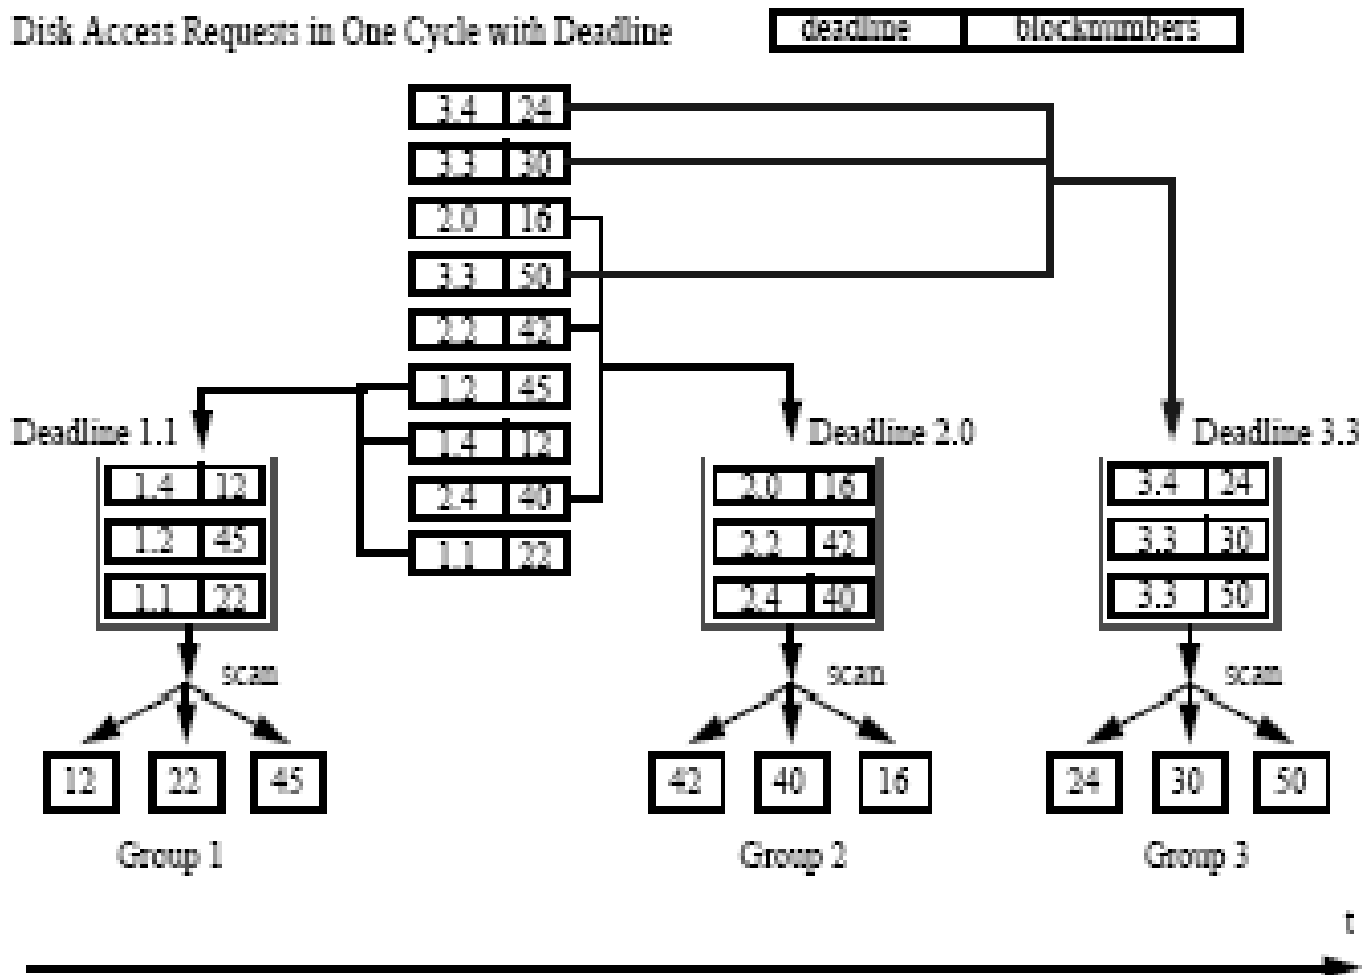 Disk Access Requests in One Cycle with Deadline
deadline blocknumbers
3.4 24
3.3 30
2.0 16
3.3 50
2.2 42
1.2 45
1.4 12
2.4 40
1.1 22
Deadline 1.1
1.4 12
1.2 45
1.1 22
scan
12 22 45
Group 1
Deadline 2.0
2.0 16
2.2 42
2.4 40
scan
42 40 16
Group 2
Deadline 3.3
3.4 24
3.3 30
3.3 50
scan
24 30 50
Group 3
t